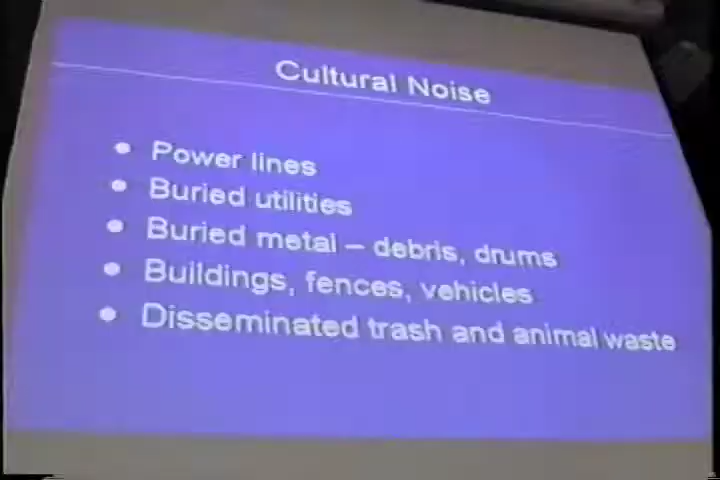 Cultural Noise
• Power lines
• Buried utilities
• Buried metal – debris, drums
• Buildings, fences, vehicles
• Disseminated trash and animal waste